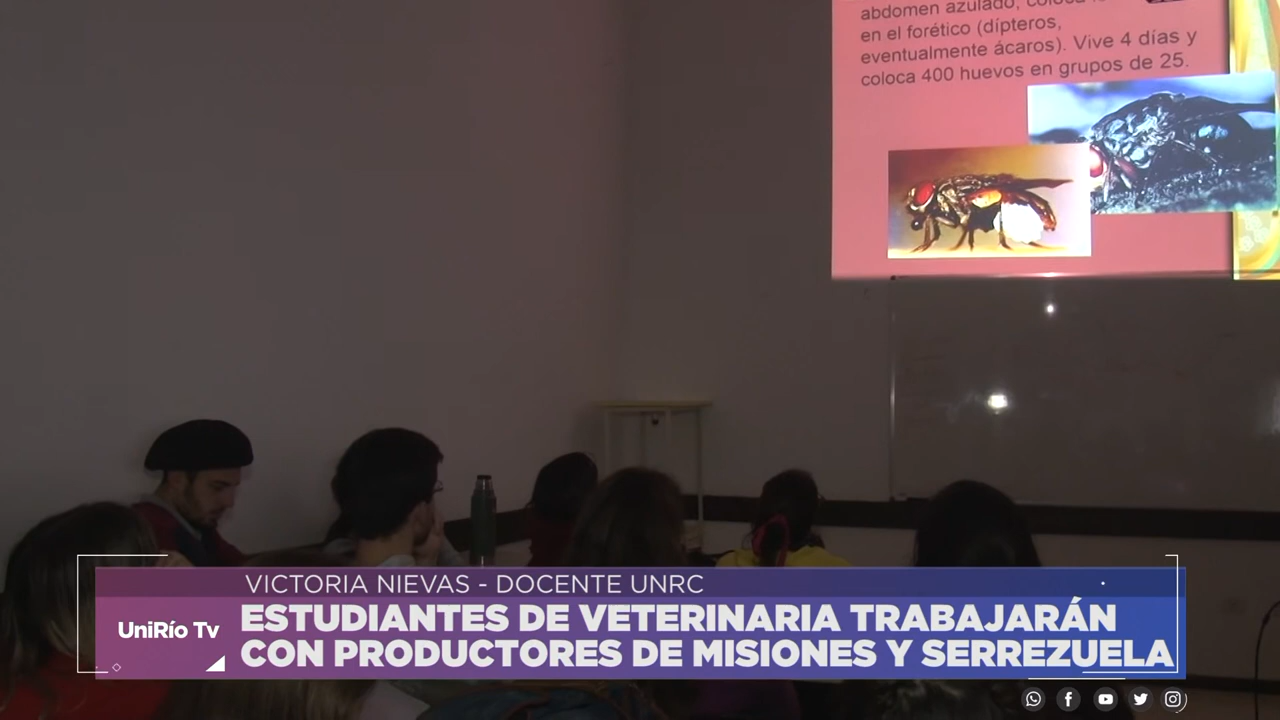 abdomen azulado, coloca
en el forético (dípteros,
eventualmente ácaros). Vive 4 días y
coloca 400 huevos en grupos de 25.
VICTORIA NIEVAS - DOCENTE UNRC
UniRío Tv
ESTUDIANTES DE VETERINARIA TRABAJARÁN
CON PRODUCTORES DE MISIONES Y SERREZUELA